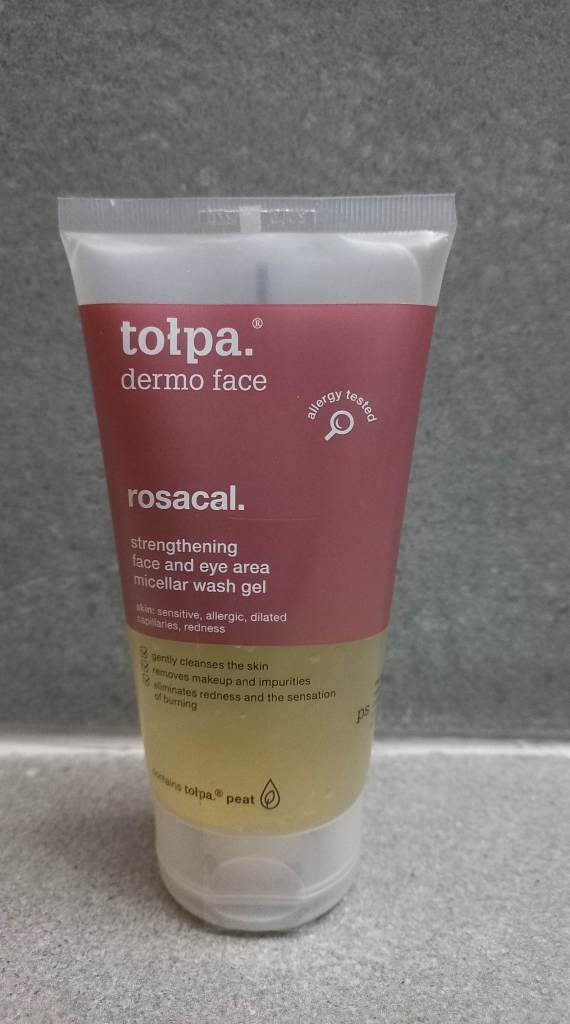 tołpa.®
dermo face
allergy tested
rosacal.
strengthening
face and eye area
micellar wash gel
skin: sensitive, allergic, dilated
capillaries, redness
gently cleanses the skin
removes makeup and impurities
eliminates redness and the sensation
of burning
ps
contains tołpa.® peat